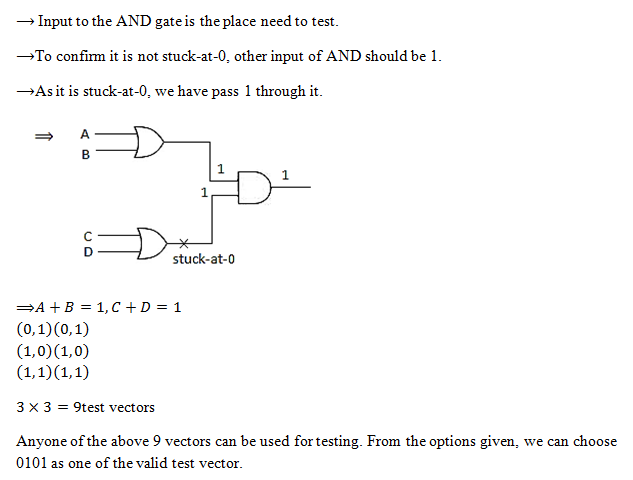 → Input to the AND gate is the place need to test.
→To confirm it is not stuck-at-0, other input of AND should be 1.
→As it is stuck-at-0, we have pass 1 through it.
⇒ A
B
1
1
1
C
D
stuck-at-0
⇒A + B = 1, C + D = 1
(0,1)(0,1)
(1,0)(1,0)
(1,1)(1,1)
3 × 3 = 9test vectors
Anyone of the above 9 vectors can be used for testing. From the options given, we can choose
0101 as one of the valid test vector.